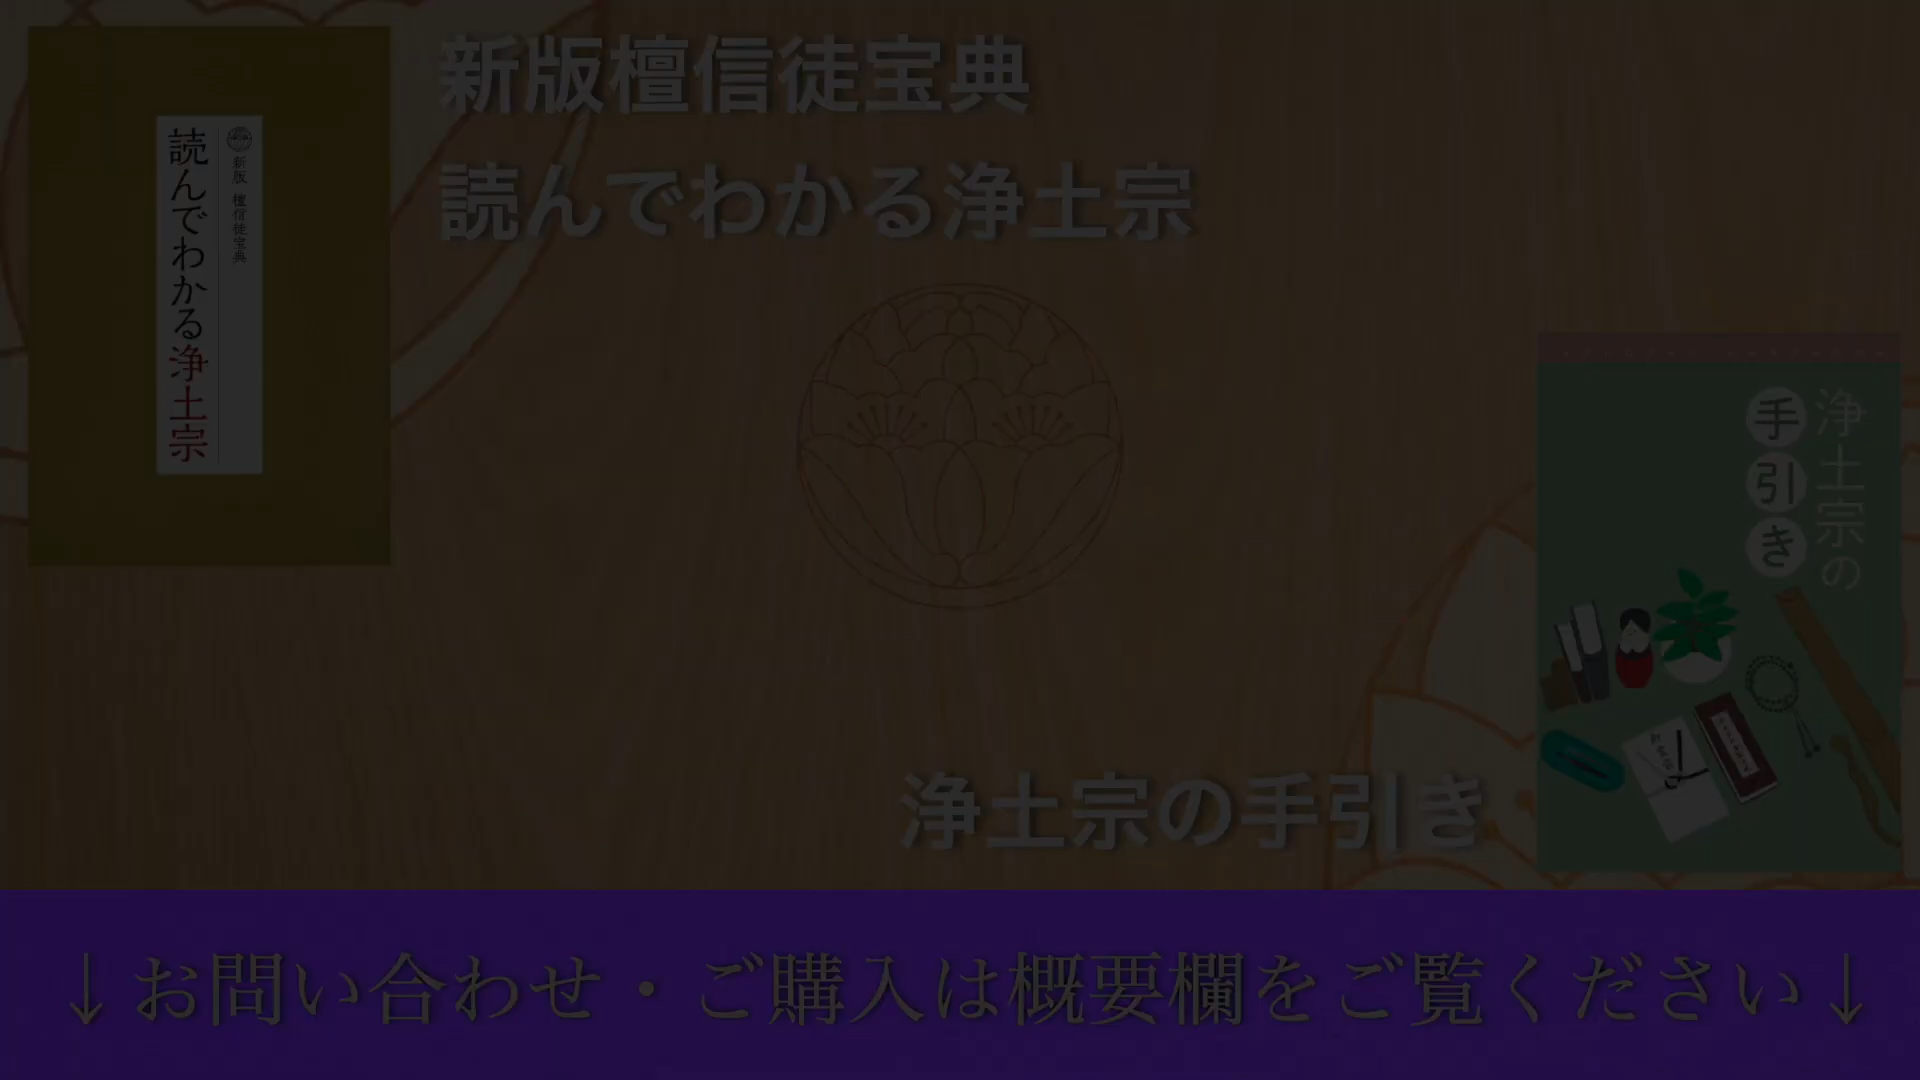 新版檀信徒宝典
読んでわかる浄土宗
新版 檀信徒宝典
読んでわかる浄土宗
浄土宗の
手引き
浄土宗の手引き
↓お問い合わせ・ご購入は概要欄をご覧ください↓